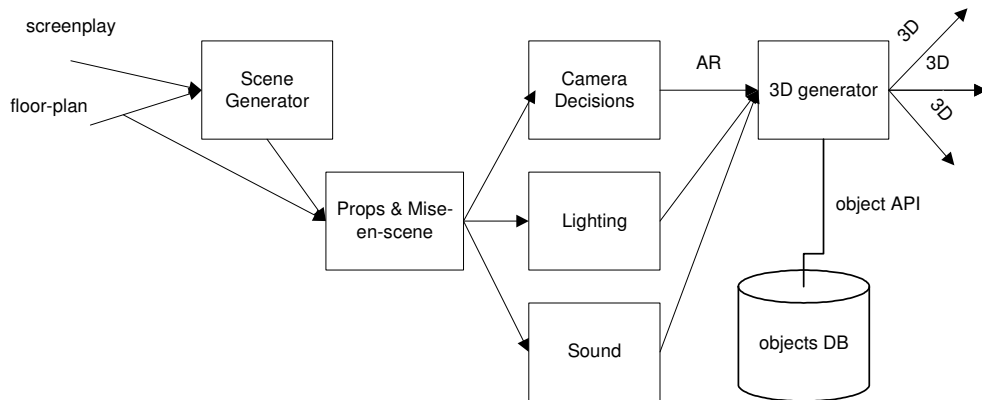 screenplay
floor-plan
Scene
Generator
Props & Mise-
en-scene
Camera
Decisions
Lighting
Sound
AR
3D generator
3D
3D
3D
object API
objects DB